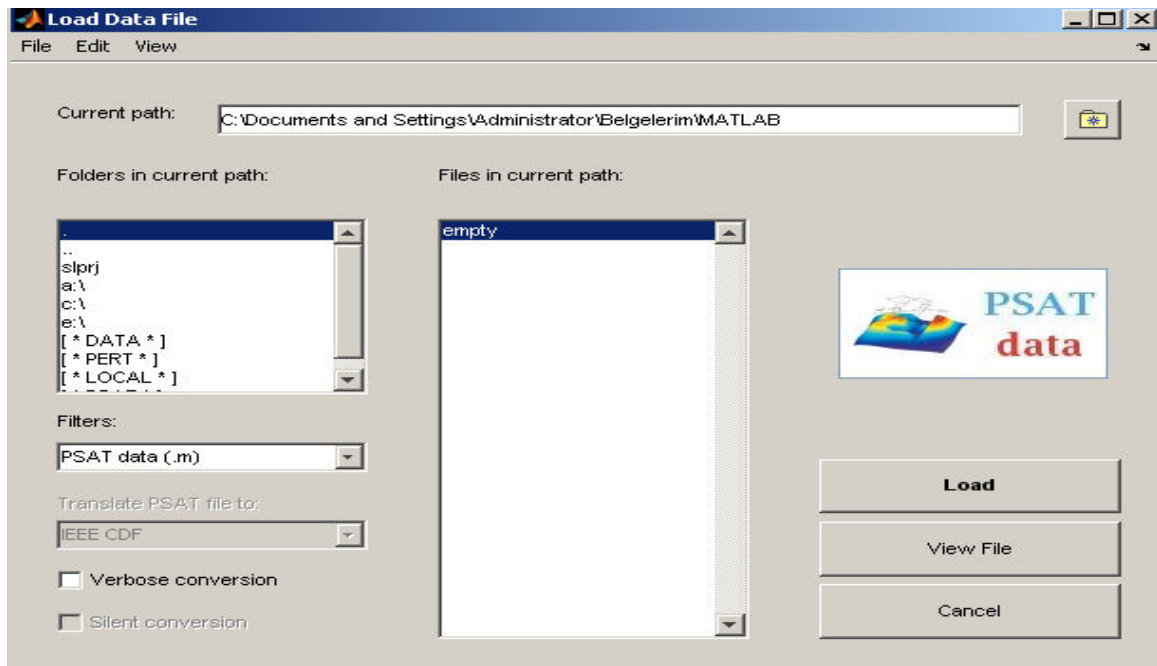 Load Data File
File Edit View
Current path: C:\Documents and Settings\Administrator\Belgelerim\MATLAB
Folders in current path:
.
..
slprj
a:\
c:\
e:\
[ * DATA * ]
[ * PERT * ]
[ * LOCAL * ]
Files in current path:
empty
PSAT
data
Filters:
PSAT data (.m)
Translate PSAT file to:
IEEE CDF
Verbose conversion
Silent conversion
Load
View File
Cancel